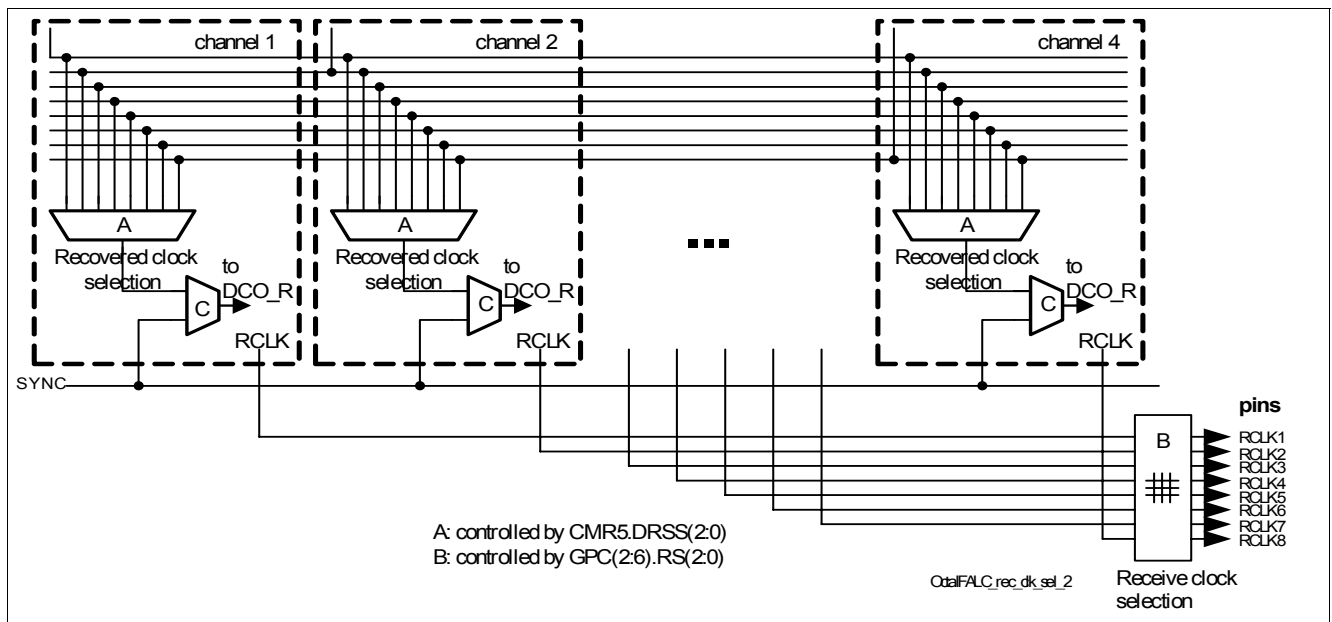 channel 1
channel 2
channel 4
A
A
A
Recovered clock
selection
Recovered clock
selection
Recovered clock
selection
to
DCO_R
to
DCO_R
to
DCO_R
C
C
C
RCLK
RCLK
RCLK
SYNC
...
pins
B
RCLK1
RCLK2
RCLK3
RCLK4
RCLK5
RCLK6
RCLK7
RCLK8
A: controlled by CMR5.DRSS(2:0)
B: controlled by GPC(2:6).RS(2:0)
OctalFALC_rec_clk_sel_2
Receive clock
selection